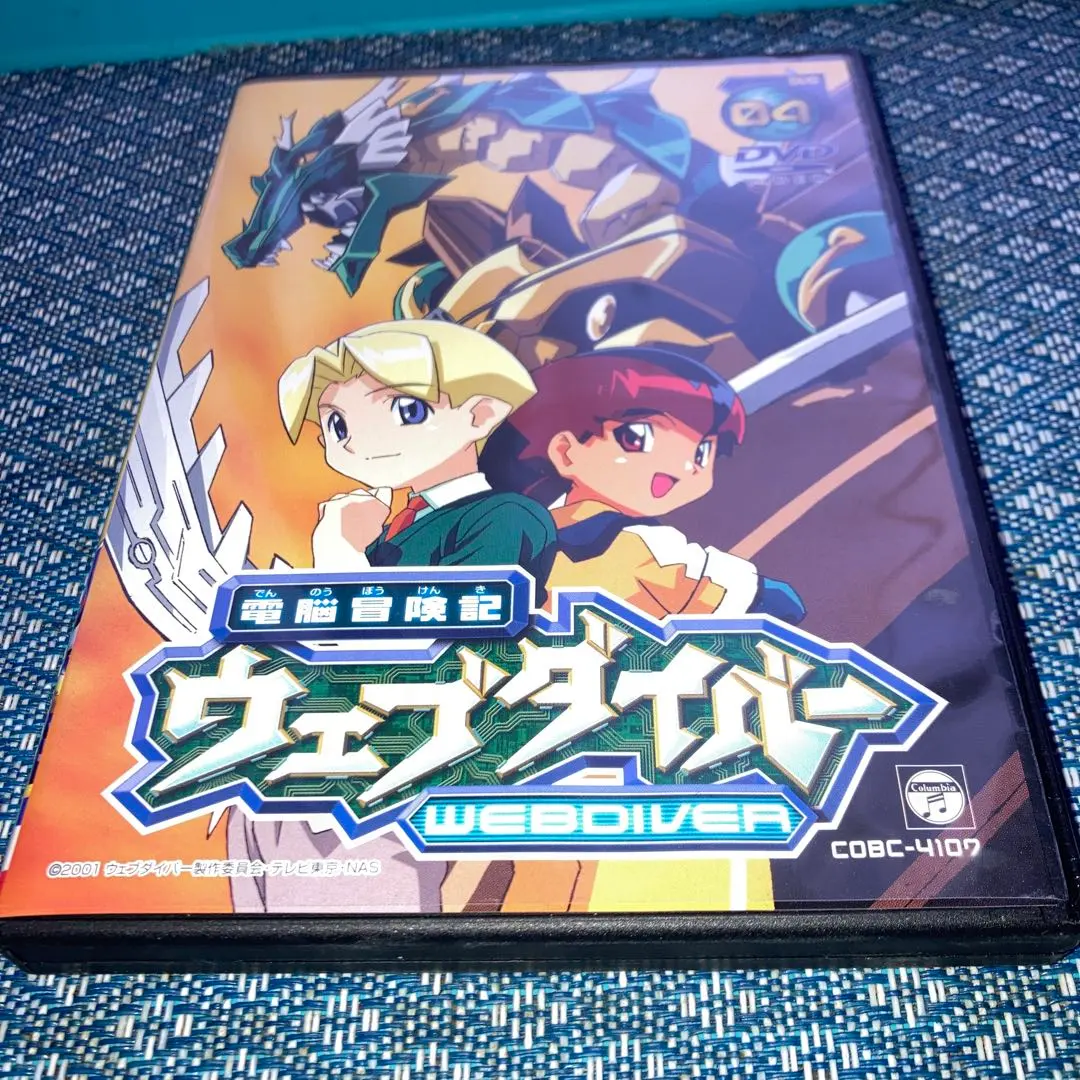 04
DVD
でんのうぼうけんき
電脳冒険記
ウェブダイバー
WEBDIVER
Columbia
COBC-4107
©2001 ウェブダイバー製作委員会・テレビ東京・NAS